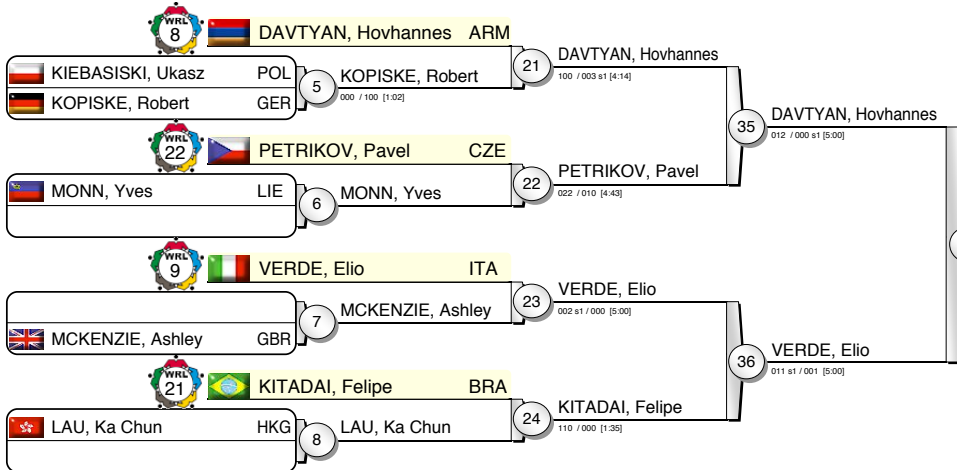 WRL
8
DAVTYAN, Hovhannes ARM
KIEBASISKI, Ukasz POL
KOPISKE, Robert GER
5
KOPISKE, Robert
000 / 100 [1:02]
21
DAVTYAN, Hovhannes
100 / 003 s1 [4:14]
WRL
22
PETRIKOV, Pavel CZE
MONN, Yves LIE
6
MONN, Yves
22
PETRIKOV, Pavel
022 / 010 [4:43]
35
DAVTYAN, Hovhannes
012 / 000 s1 [5:00]
WRL
9
VERDE, Elio ITA
MCKENZIE, Ashley GBR
7
MCKENZIE, Ashley
23
VERDE, Elio
002 s1 / 000 [5:00]
WRL
21
KITADAI, Felipe BRA
LAU, Ka Chun HKG
8
LAU, Ka Chun
24
KITADAI, Felipe
110 / 000 [1:35]
36
VERDE, Elio
011 s1 / 001 [5:00]